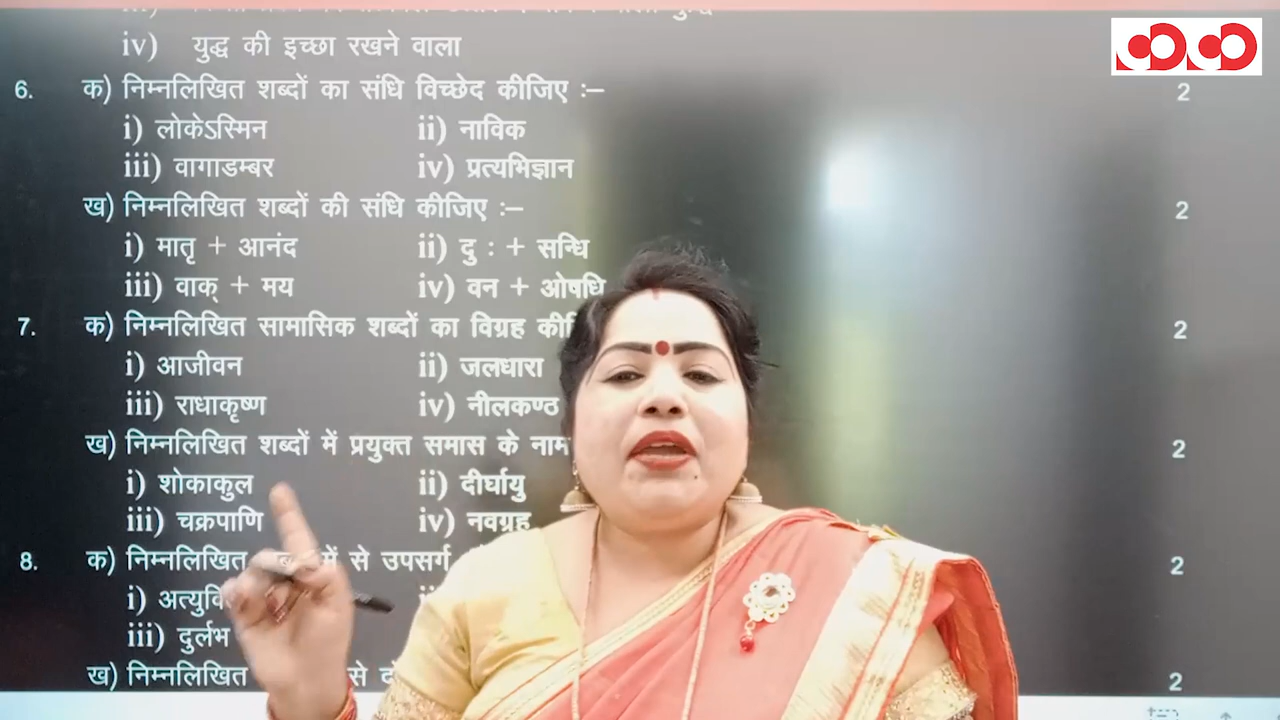 iv) युद्ध की इच्छा रखने वाला
6. क) निम्नलिखित शब्दों का संधि विच्छेद कीजिए :– 2
i) लोकेऽस्मिन ii) नाविक
iii) वागाडम्बर iv) प्रत्यभिज्ञान
ख) निम्नलिखित शब्दों की संधि कीजिए :– 2
i) मातृ + आनंद ii) दु : + सन्धि
iii) वाक् + मय iv) वन + ओषधि
7. क) निम्नलिखित सामासिक शब्दों का विग्रह 2
i) आजीवन ii) जलधारा
iii) राधाकृष्ण iv) नीलकण्ठ
ख) निम्नलिखित शब्दों में प्रयुक्त समास के नाम 2
i) शोकाकुल ii) दीर्घायु
iii) चक्रपाणि iv) नवग्रह
8. क) निम्नलिखित में से उपसर्ग 2
i)
iii) दुर्लभ
ख) निम्नलिखित से 2